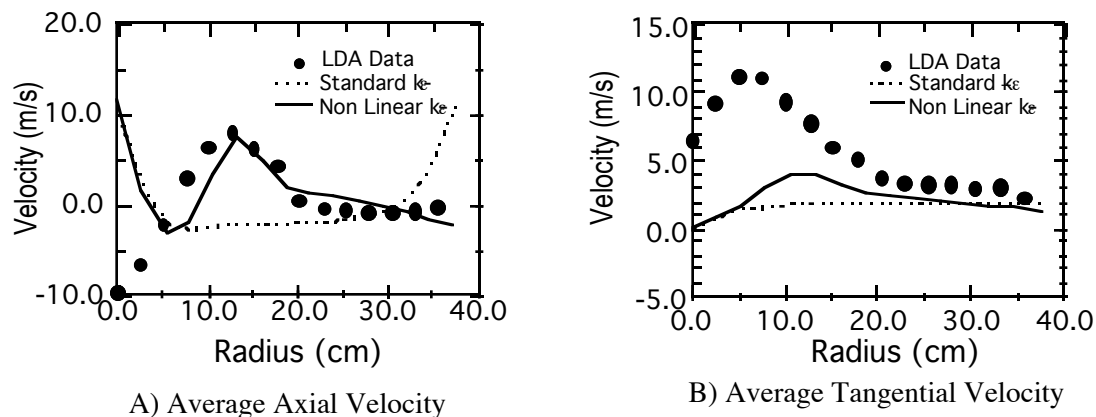 20.0
10.0
0.0
-10.0
Velocity (m/s)
LDA Data
Standard kε-
Non Linear kε-
0.0 10.0 20.0 30.0 40.0
Radius (cm)
A) Average Axial Velocity
15.0
10.0
5.0
0.0
-5.0
Velocity (m/s)
LDA Data
Standard kε
Non Linear kε-
0.0 10.0 20.0 30.0 40.0
Radius (cm)
B) Average Tangential Velocity